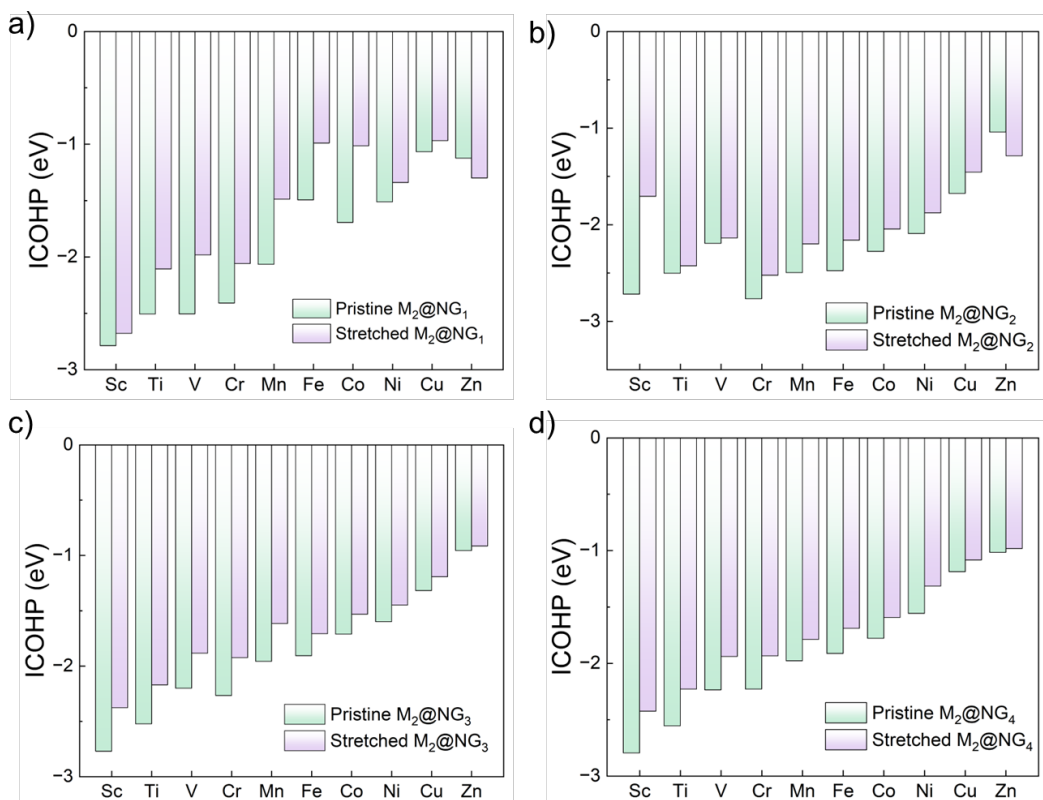 a)
ICOHP (eV)
0
−1
−2
−3
Pristine M₂@NG₁
Stretched M₂@NG₁
Sc Ti V Cr Mn Fe Co Ni Cu Zn
b)
ICOHP (eV)
0
−1
−2
−3
Pristine M₂@NG₂
Stretched M₂@NG₂
Sc Ti V Cr Mn Fe Co Ni Cu Zn
c)
ICOHP (eV)
0
−1
−2
−3
Pristine M₂@NG₃
Stretched M₂@NG₃
Sc Ti V Cr Mn Fe Co Ni Cu Zn
d)
ICOHP (eV)
0
−1
−2
−3
Pristine M₂@NG₄
Stretched M₂@NG₄
Sc Ti V Cr Mn Fe Co Ni Cu Zn